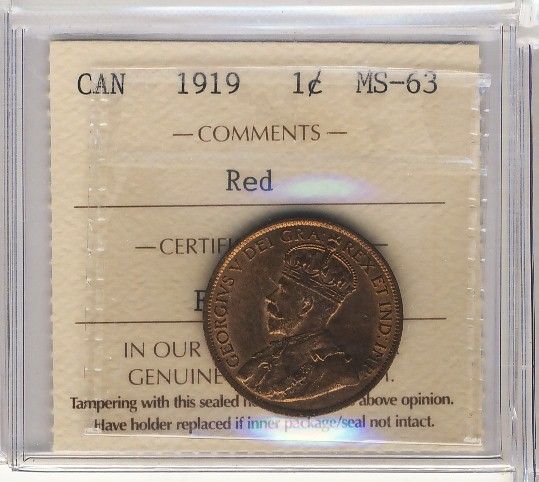 CAN 1919 1¢ MS-63
— COMMENTS —
Red
— CERTIFI
IN OUR
GENUINE M.
Tampering with this sealed above opinion.
Have holder replaced if inner package/seal not intact.
GEORGIVS V DEI GRA: REX ET IND: IMP: